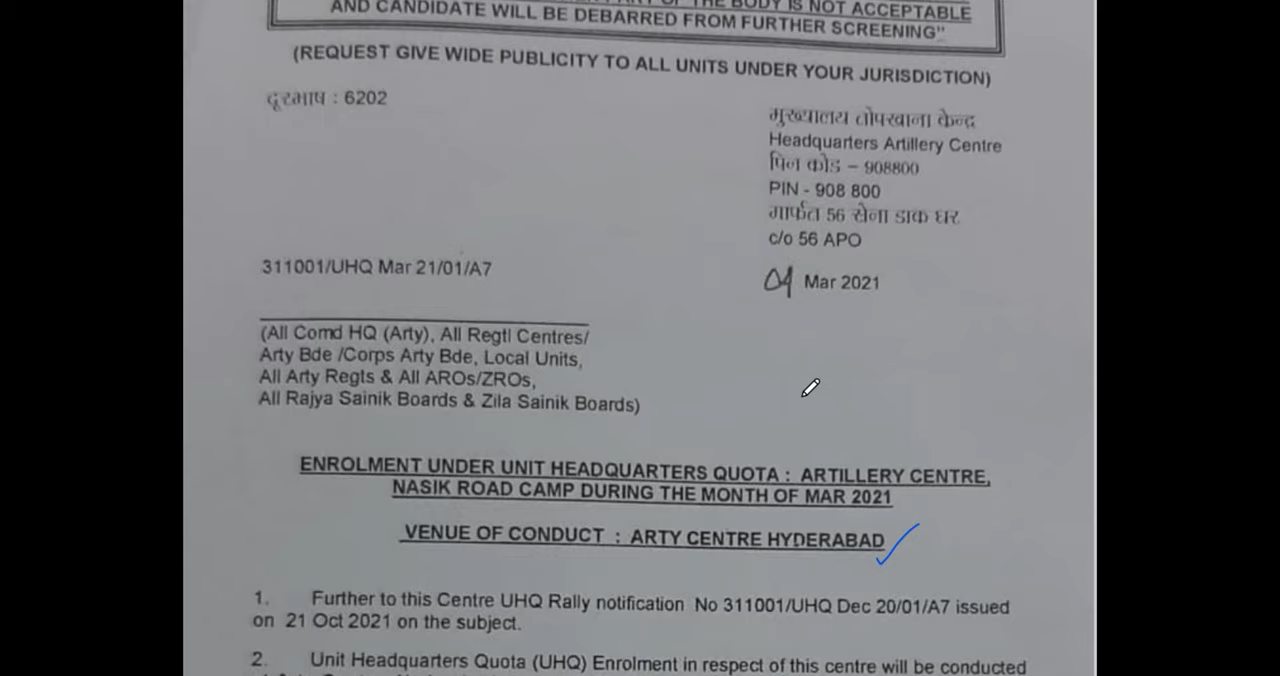 THE BODY IS NOT ACCEPTABLE
AND CANDIDATE WILL BE DEBARRED FROM FURTHER SCREENING"
(REQUEST GIVE WIDE PUBLICITY TO ALL UNITS UNDER YOUR JURISDICTION)
दूरभाष : 6202
मुख्यालय तोपखाना केन्द्र
Headquarters Artillery Centre
पिन कोड – 908800
PIN - 908 800
मार्फत 56 सेना डाक घर
c/o 56 APO
311001/UHQ Mar 21/01/A7
04 Mar 2021
(All Comd HQ (Arty), All Regtl Centres/
Arty Bde /Corps Arty Bde, Local Units,
All Arty Regts & All AROs/ZROs,
All Rajya Sainik Boards & Zila Sainik Boards)
ENROLMENT UNDER UNIT HEADQUARTERS QUOTA : ARTILLERY CENTRE,
NASIK ROAD CAMP DURING THE MONTH OF MAR 2021
VENUE OF CONDUCT : ARTY CENTRE HYDERABAD
1. Further to this Centre UHQ Rally notification No 311001/UHQ Dec 20/01/A7 issued
on 21 Oct 2021 on the subject.
2. Unit Headquarters Quota (UHQ) Enrolment in respect of this centre will be conducted